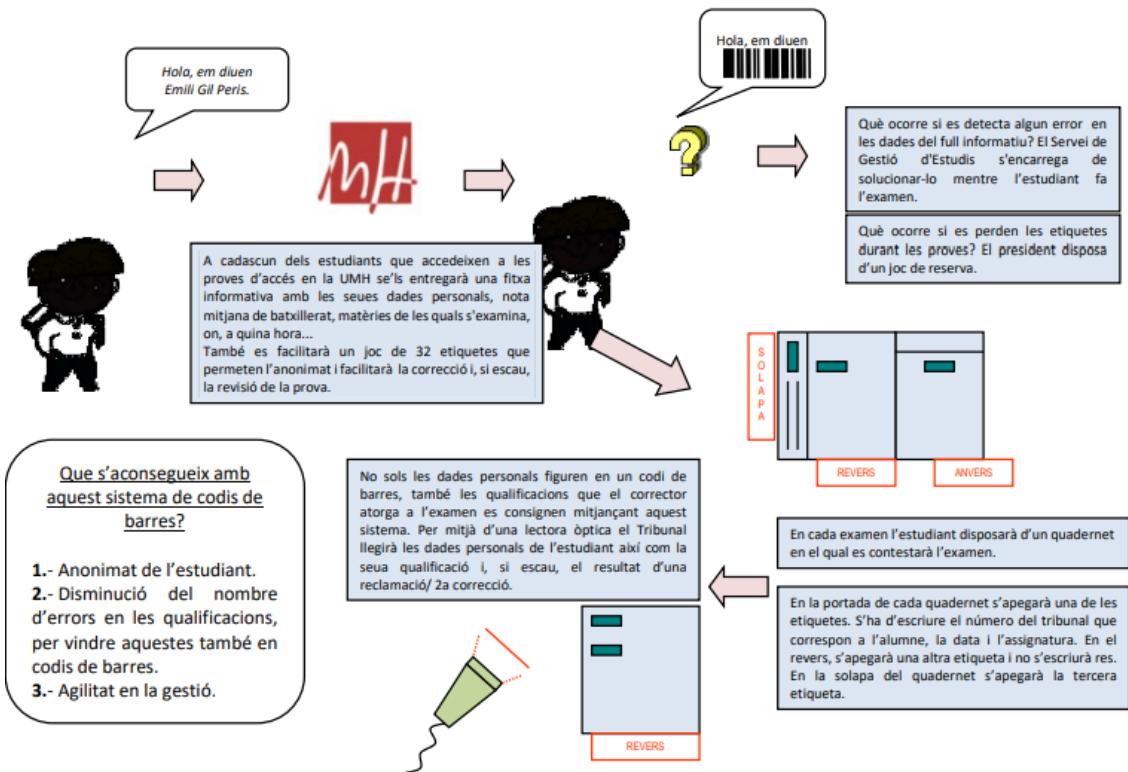 Hola, em diuen
Emili Gil Peris.
MH
Hola, em diuen
Què ocorre si es detecta algun error en
les dades del full informatiu? El Servei de
Gestió d'Estudis s'encarrega de
solucionar-lo mentre l'estudiant fa
l'examen.
Què ocorre si es perden les etiquetes
durant les proves? El president disposa
d'un joc de reserva.
A cadascun dels estudiants que accedeixen a les
proves d'accés en la UMH se'ls entregarà una fitxa
informativa amb les seues dades personals, nota
mitjana de batxillerat, matèries de les quals s'examina,
on, a quina hora...
També es facilitarà un joc de 32 etiquetes que
permeten l'anonimat i facilitarà la correcció i, si escau,
la revisió de la prova.
SOLAPA
REVERS
ANVERS
En cada examen l'estudiant disposarà d'un quadernet
en el qual es contestarà l'examen.
En la portada de cada quadernet s'apegarà una de les
etiquetes. S'ha d'escriure el número del tribunal que
correspon a l'alumne, la data i l'assignatura. En el
revers, s'apegarà una altra etiqueta i no s'escriurà res.
En la solapa del quadernet s'apegarà la tercera
etiqueta.
No sols les dades personals figuren en un codi de
barres, també les qualificacions que el corrector
atorga a l'examen es consignen mitjançant aquest
sistema. Per mitjà d'una lectora òptica el Tribunal
llegirà les dades personals de l'estudiant així com la
seua qualificació i, si escau, el resultat d'una
reclamació/ 2a correcció.
REVERS
Que s'aconsegueix amb
aquest sistema de codis de
barres?
1.- Anonimat de l'estudiant.
2.- Disminució del nombre
d'errors en les qualificacions,
per vindre aquestes també en
codis de barres.
3.- Agilitat en la gestió.